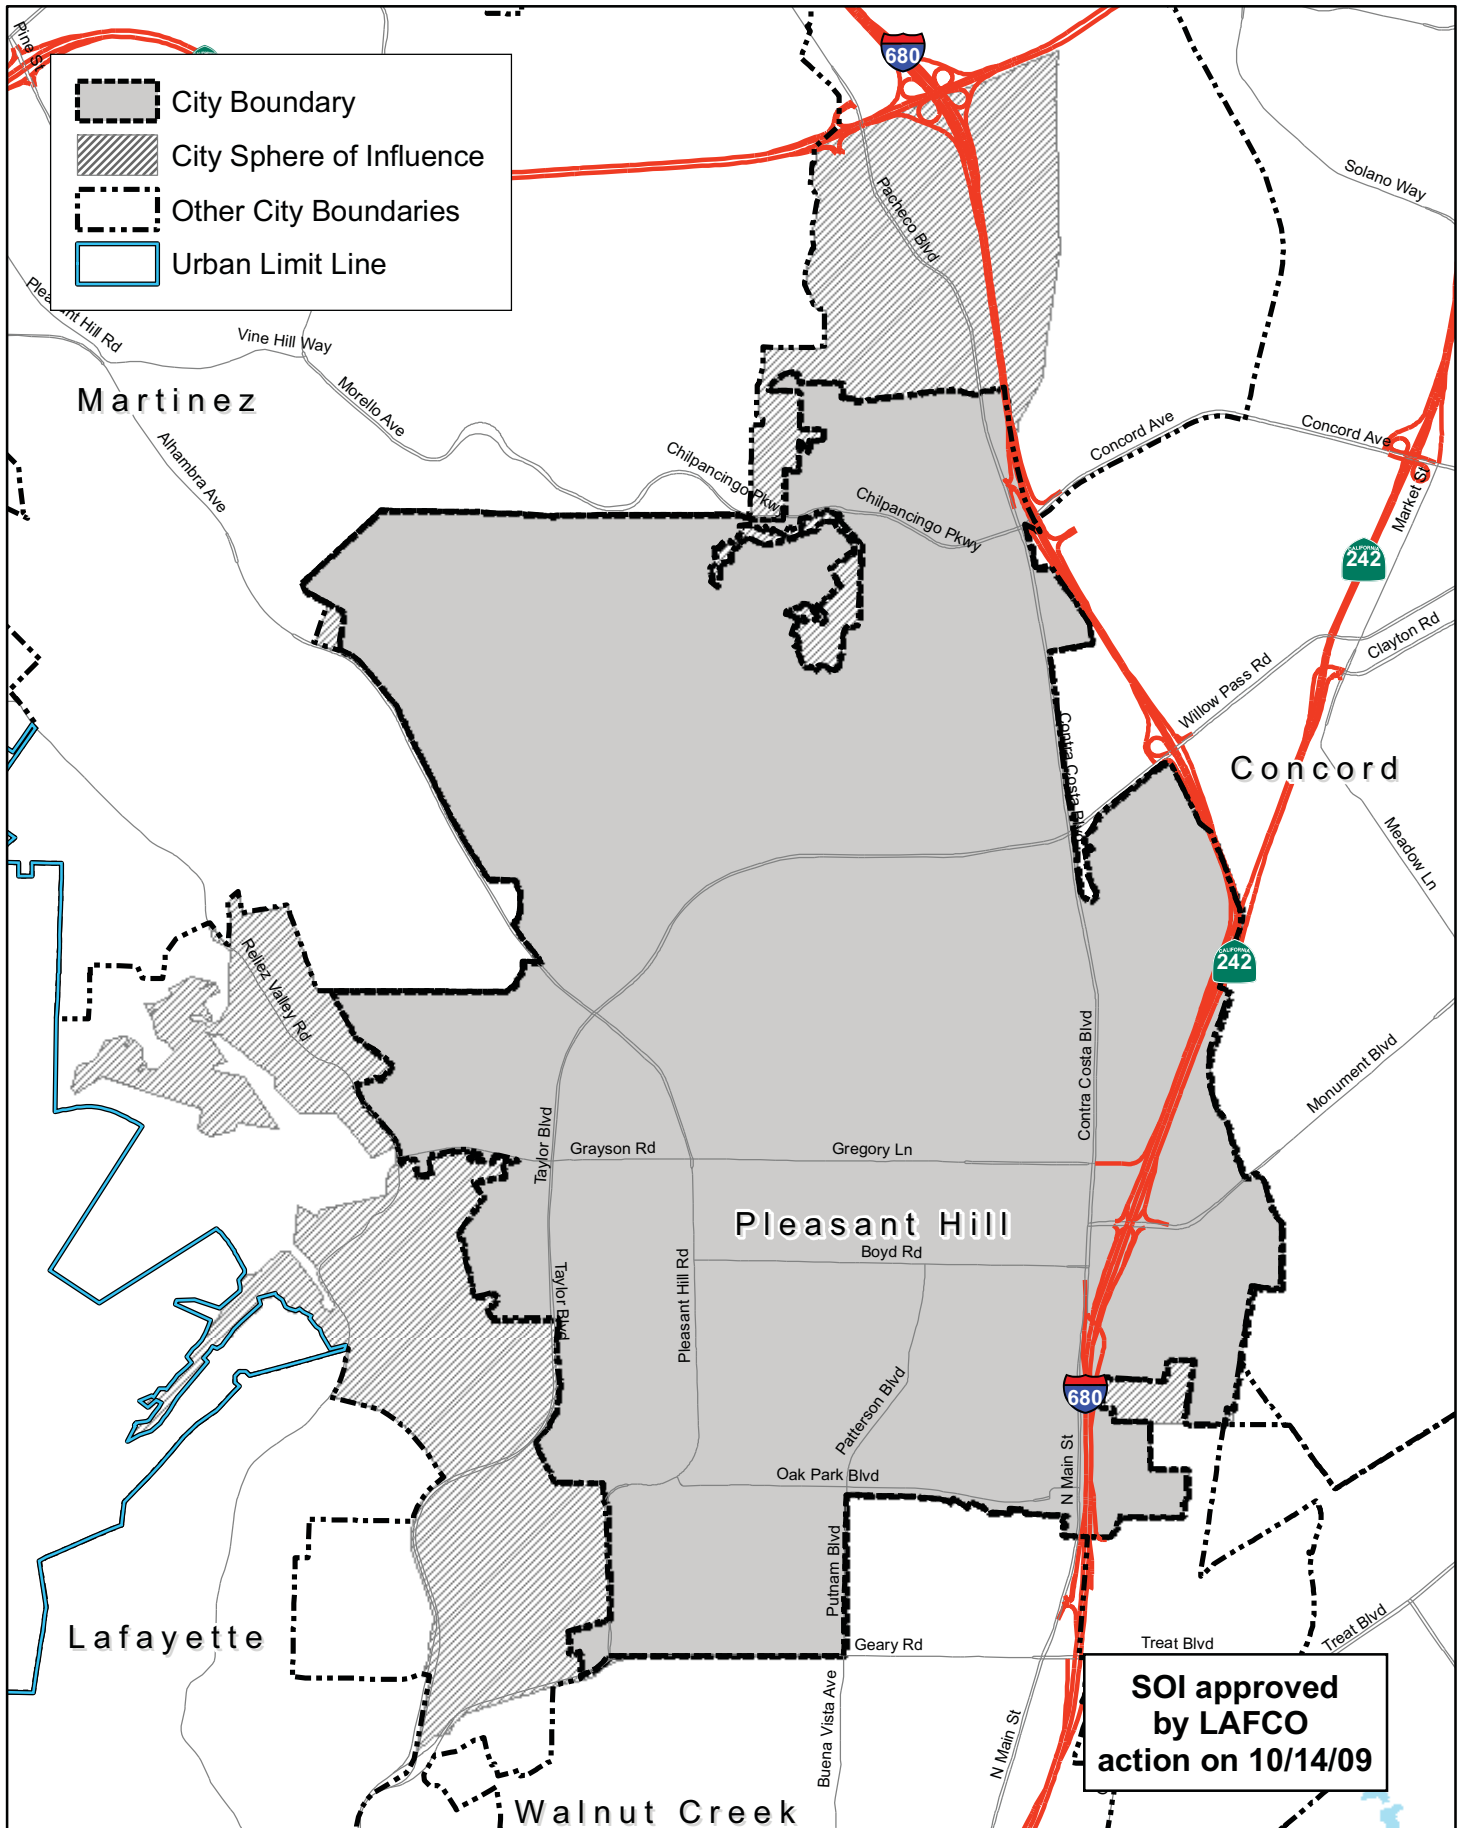 Pine St
680
City Boundary
City Sphere of Influence
Other City Boundaries
Urban Limit Line
Solano Way
Pacheco Blvd
Hill Rd
Vine Hill Way
Martinez
Morello Ave
Alhambra Ave
Chilpancingo Pkw
Chilpancingo Pkwy
Concord Ave
Concord Ave
Market St
CALIFORNIA
242
Clayton Rd
Willow Pass Rd
Contra Costa Blvd
Concord
Meadow Ln
Reliez Valley Rd
CALIFORNIA
242
Contra Costa Blvd
Monument Blvd
Taylor Blvd
Grayson Rd
Gregory Ln
Pleasant Hill
Boyd Rd
Taylor Blvd
Pleasant Hill Rd
Patterson Blvd
680
Oak Park Blvd
N Main St
Putnam Blvd
Lafayette
Geary Rd
Treat Blvd
Treat Blvd
SOI approved
by LAFCO
action on 10/14/09
Buena Vista Ave
N Main St
Walnut Creek